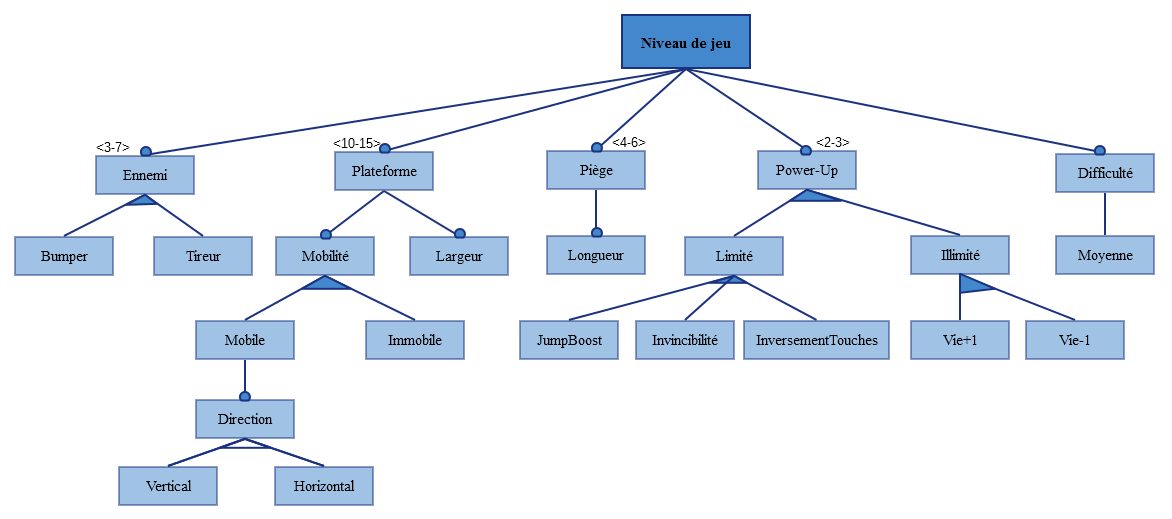 Niveau de jeu
<3-7>
<10-15>
<4-6>
<2-3>
Ennemi
Plateforme
Piège
Power-Up
Difficulté
Bumper
Tireur
Mobilité
Largeur
Longueur
Limité
Illimité
Moyenne
Mobile
Immobile
JumpBoost
Invincibilité
InversementTouches
Vie+1
Vie-1
Direction
Vertical
Horizontal